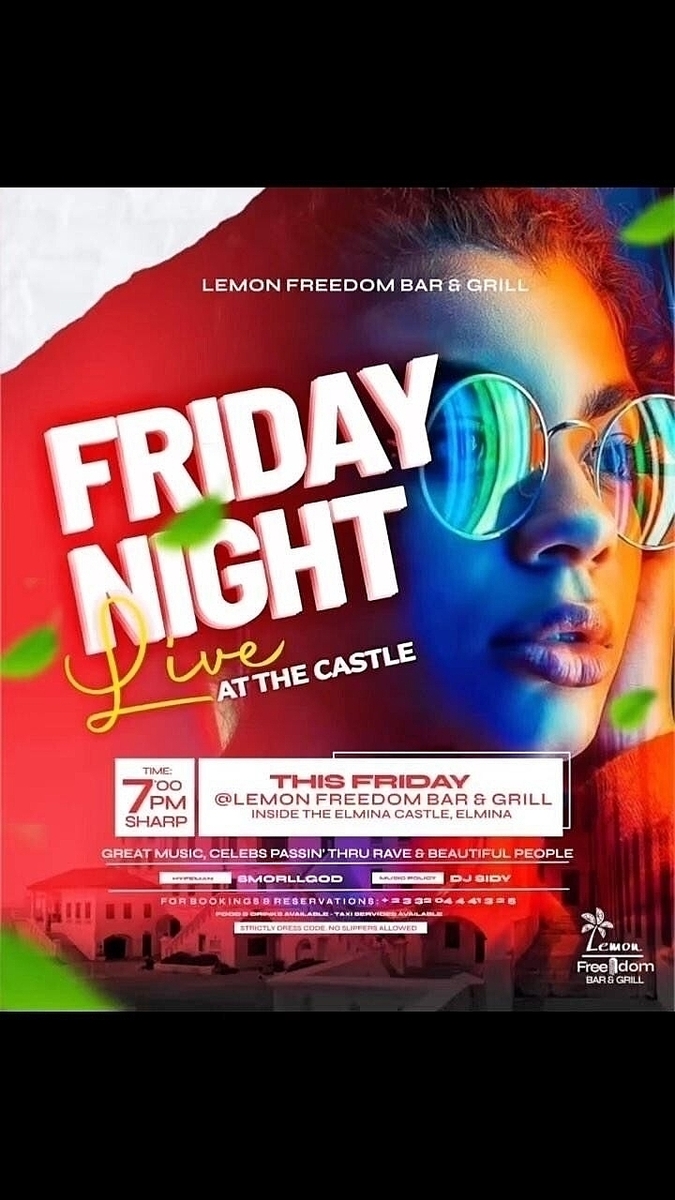 LEMON FREEDOM BAR & GRILL
FRIDAY
NIGHT
Live
AT THE CASTLE
TIME:
7:00
PM
SHARP
THIS FRIDAY
@LEMON FREEDOM BAR & GRILL
INSIDE THE ELMINA CASTLE, ELMINA
GREAT MUSIC, CELEBS PASSIN' THRU RAVE & BEAUTIFUL PEOPLE
HYPEMAN SMORLLGOD MUSIC POLICY DJ SIDY
FOR BOOKINGS & RESERVATIONS:
FOOD & DRINKS AVAILABLE - TAXI SERVICES AVAILABLE
STRICTLY DRESS CODE. NO SLIPPERS ALLOWED
Lemon
Free1dom
BAR & GRILL